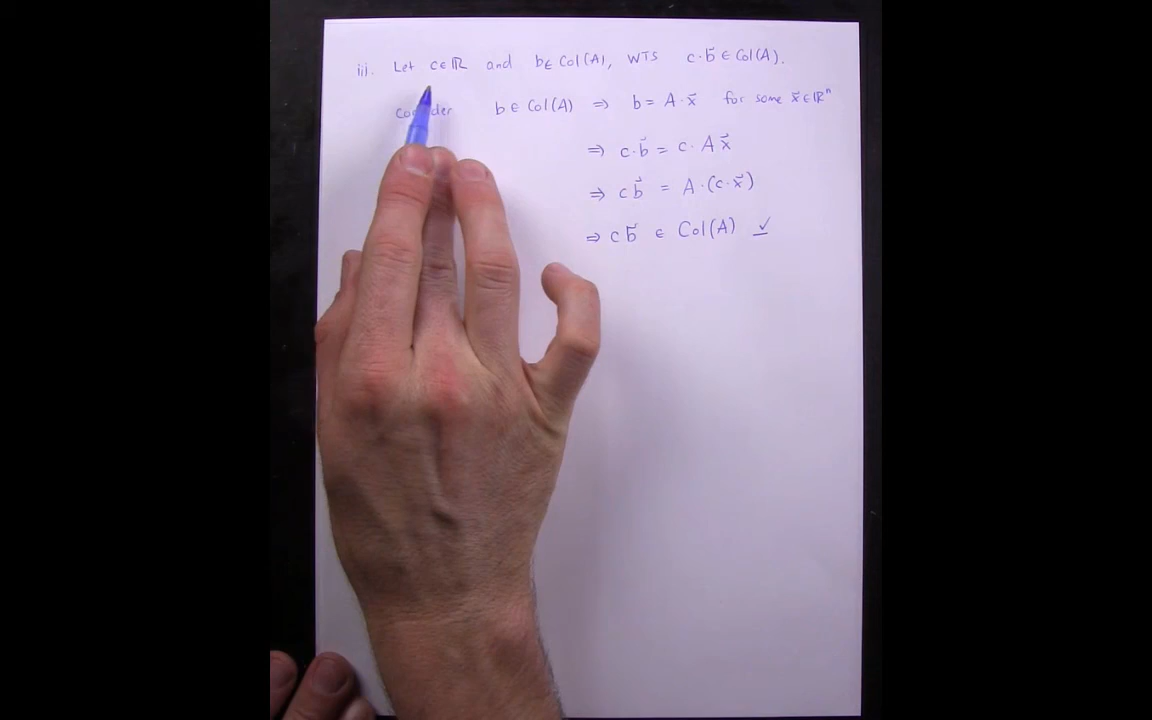 iii. Let c∈ℝ and b∈Col(A), WTS c·b⃗ ∈ Col(A).
b ∈ Col(A) ⇒ b = A·x⃗ for some x⃗∈ℝⁿ
⇒ c·b⃗ = c·Ax⃗
⇒ cb⃗ = A·(c·x⃗)
⇒ cb⃗ ∈ Col(A) ✓